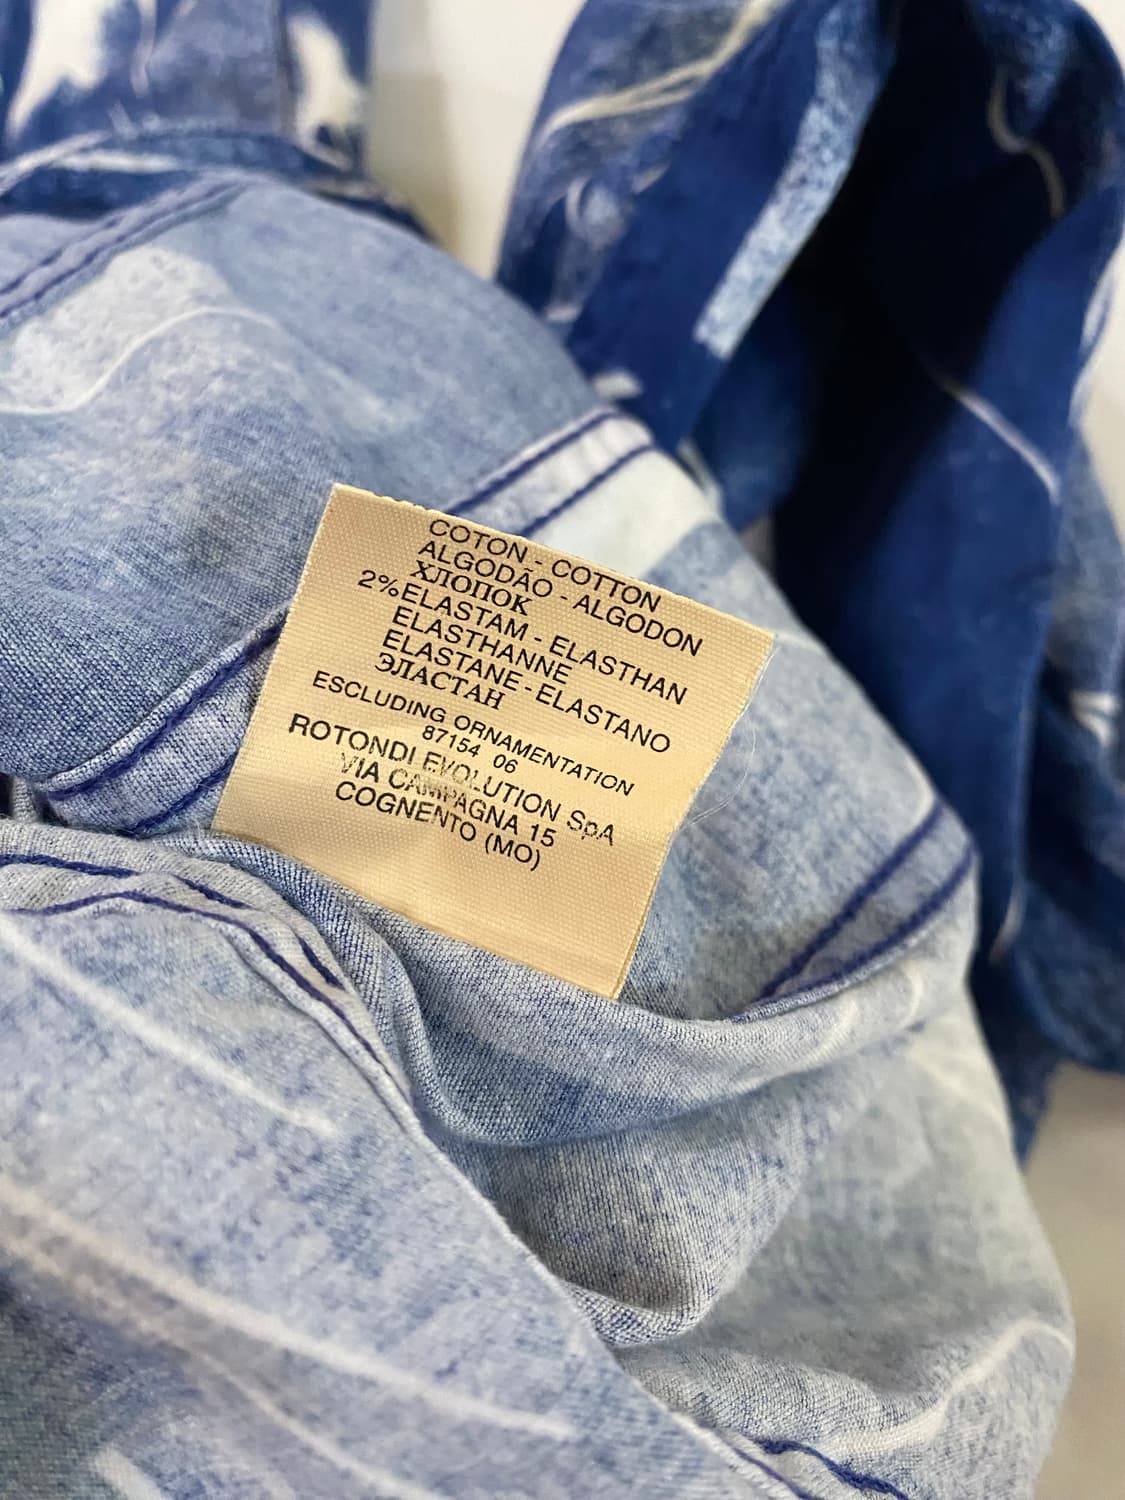 COTON - COTTON
ALGODÃO - ALGODON
ХЛОПОК
2%ELASTAM - ELASTHAN
ELASTHANNE
ELASTANE - ELASTANO
ЭЛАСТАН
ESCLUDING ORNAMENTATION
87154 06
ROTONDI EVOLUTION SpA
VIA CAMPAGNA 15
COGNENTO (MO)